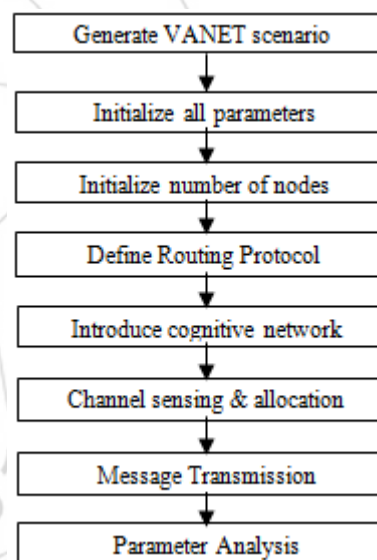 Generate VANET scenario
Initialize all parameters
Initialize number of nodes
Define Routing Protocol
Introduce cognitive network
Channel sensing & allocation
Message Transmission
Parameter Analysis